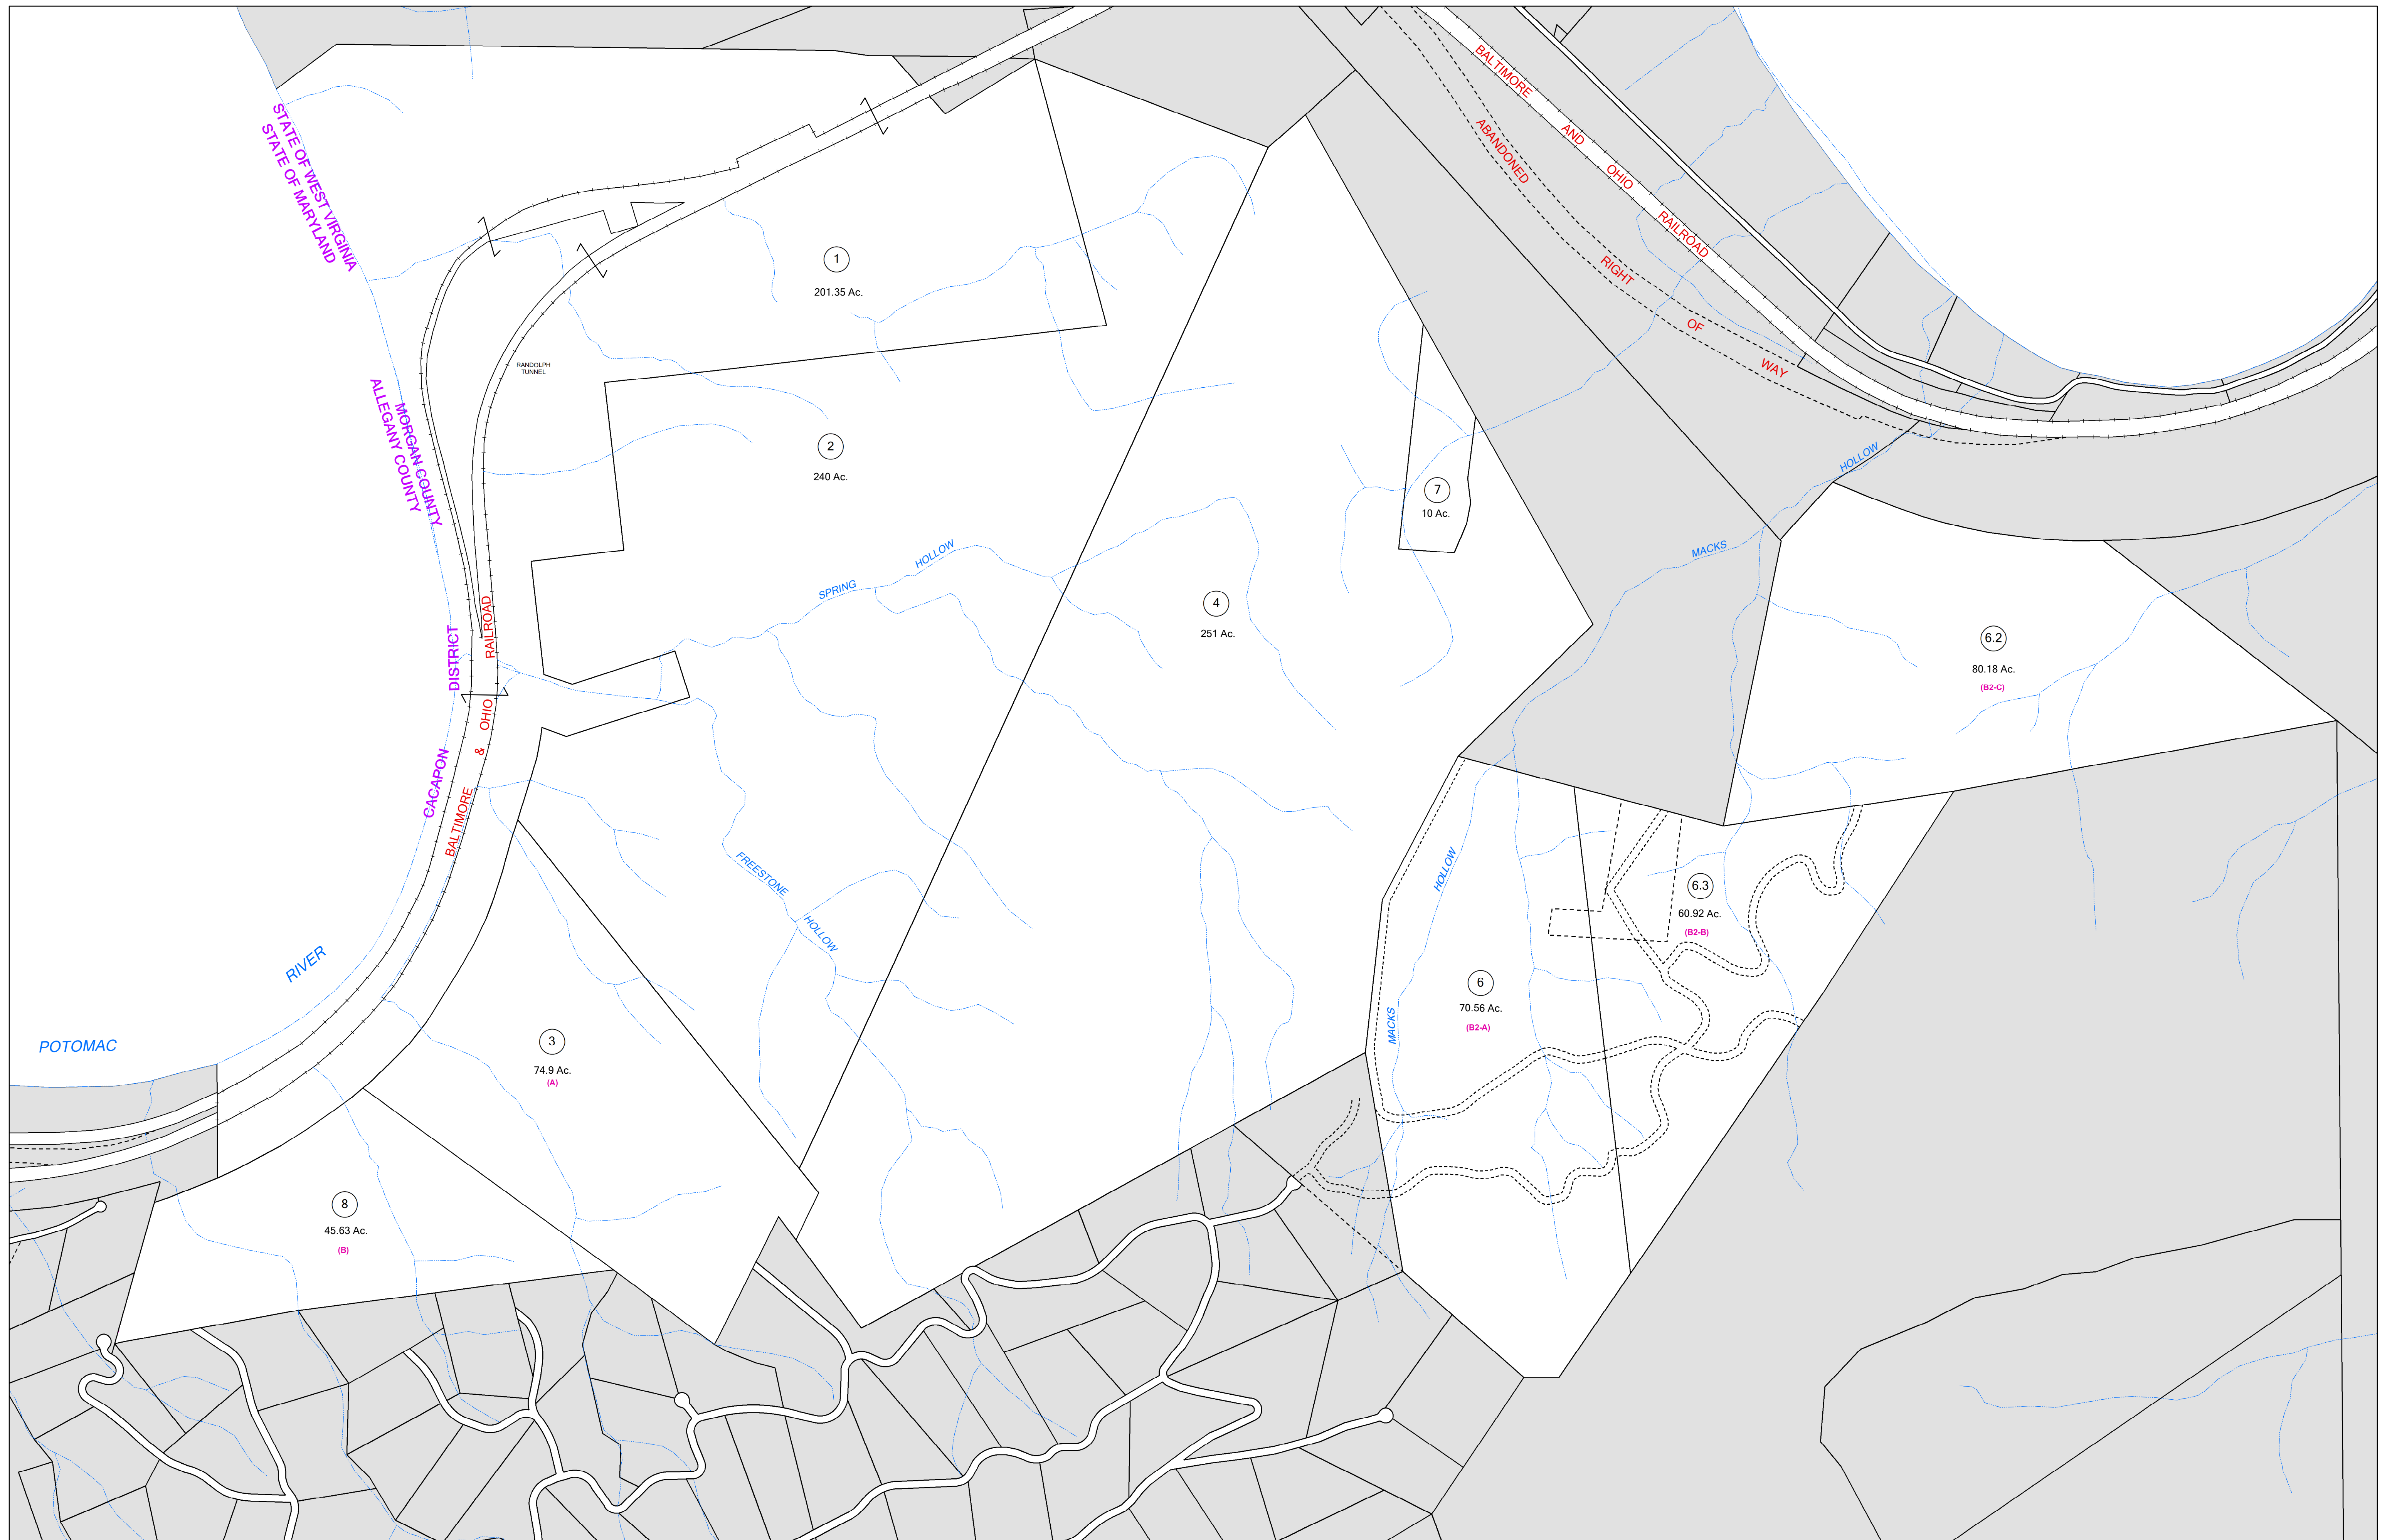 STATE OF WEST VIRGINIA
STATE OF MARYLAND
BALTIMORE
AND
OHIO
RAILROAD
ABANDONED
RIGHT
OF
WAY
1
201.35 Ac.
RANDOLPH
TUNNEL
MORGAN COUNTY
ALLEGANY COUNTY
2
240 Ac.
HOLLOW
MACKS
7
10 Ac.
SPRING
HOLLOW
4
251 Ac.
6.2
80.18 Ac.
(B2-C)
CACAPON
DISTRICT
BALTIMORE
&
OHIO
RAILROAD
FREESTONE
HOLLOW
MACKS
HOLLOW
6.3
60.92 Ac.
(B2-B)
6
70.56 Ac.
(B2-A)
POTOMAC
RIVER
3
74.9 Ac.
(A)
8
45.63 Ac.
(B)